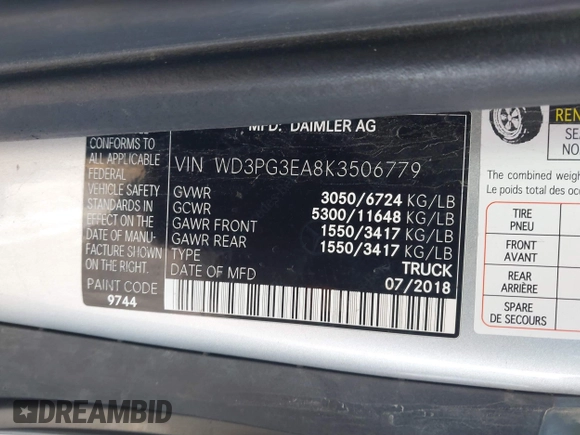 MFD. DAIMLER AG
CONFORMS TO
ALL APPLICABLE
FEDERAL
VEHICLE SAFETY
STANDARDS IN
EFFECT ON THE
DATE OF MANU-
FACTURE SHOWN
ON THE RIGHT.
PAINT CODE
9744
VIN WD3PG3EA8K3506779
GVWR 3050/6724 KG/LB
GCWR 5300/11648 KG/LB
GAWR FRONT 1550/3417 KG/LB
GAWR REAR 1550/3417 KG/LB
TYPE TRUCK
DATE OF MFD 07/2018
The combined weigh
Le poids total des oc
TIRE
PNEU
FRONT
AVANT
REAR
ARRIÈRE
SPARE
DE SECOURS
DREAMBID